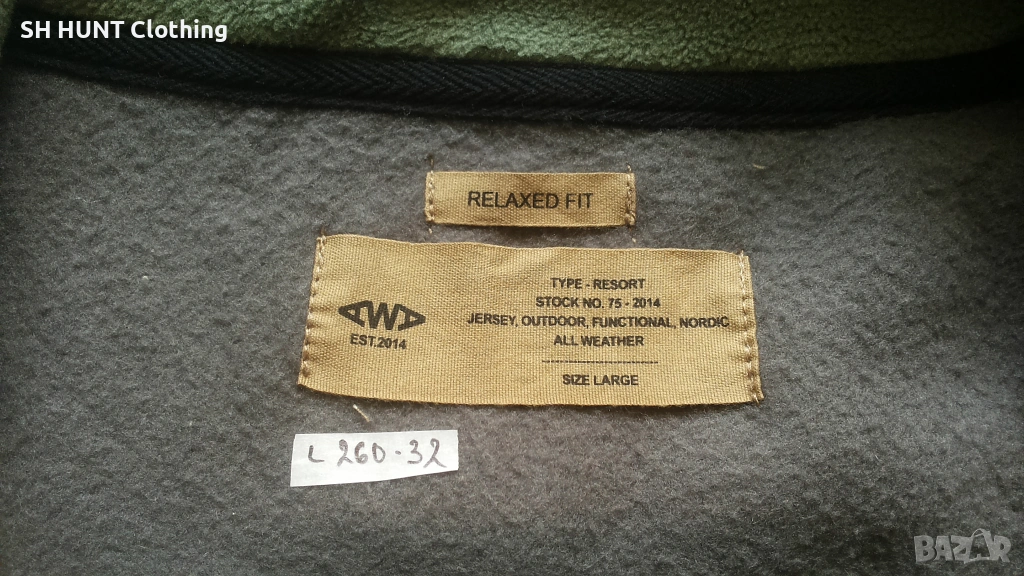 SH HUNT Clothing
RELAXED FIT
AWA
EST.2014
TYPE - RESORT
STOCK NO. 75 - 2014
JERSEY, OUTDOOR, FUNCTIONAL, NORDIC
ALL WEATHER
SIZE LARGE
L 260-32
BAZAR